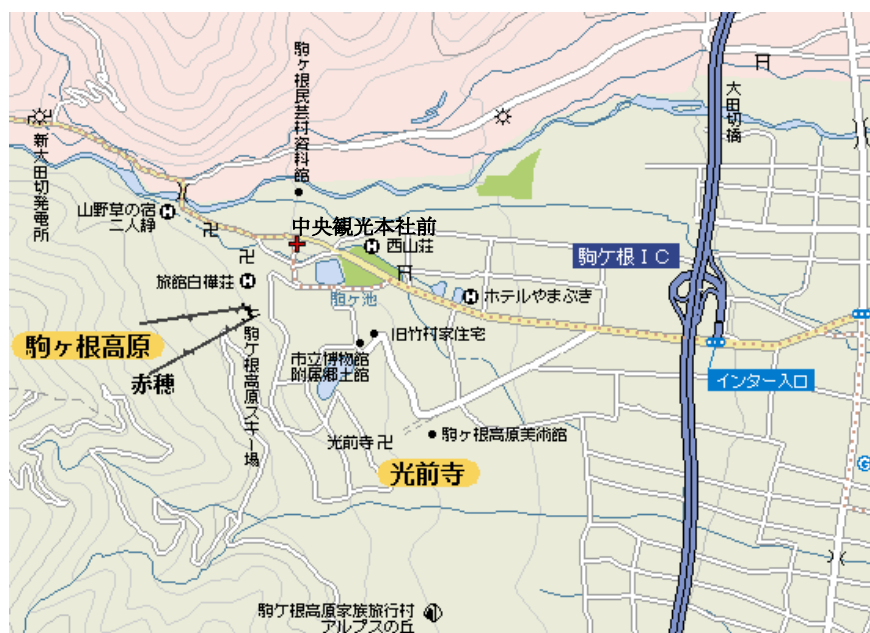 駒ヶ根民芸村資料館
大田切橋
新太田切発電所
山野草の宿
二人静
中央観光本社前
西山荘
駒ケ根ＩＣ
旅館白樺荘
駒ヶ池
ホテルやまぶき
駒ヶ根高原
旧竹村家住宅
市立博物館
附属郷土館
赤穂
インター入口
駒ヶ根高原スキー場
光前寺
駒ヶ根高原美術館
光前寺
G
駒ケ根高原家族旅行村
アルプスの丘